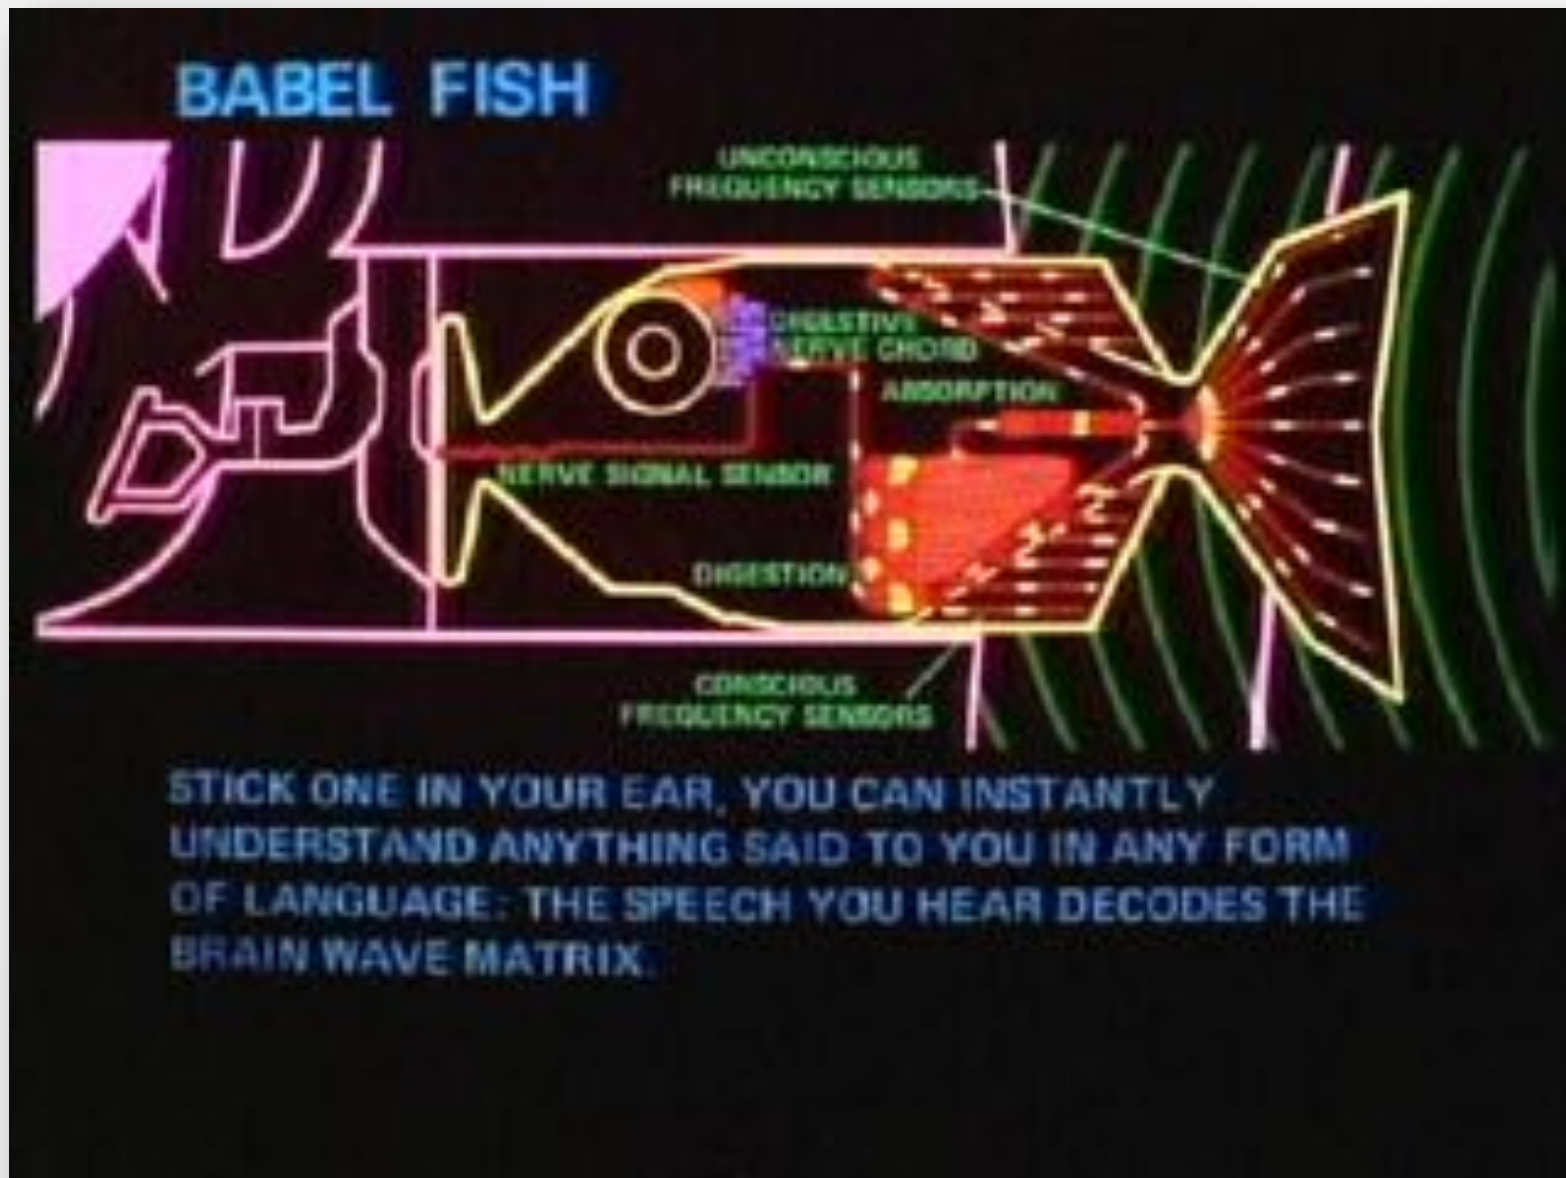 BABEL FISH
UNCONSCIOUS
FREQUENCY SENSORS
DIGESTIVE
NERVE CHORD
ABSORPTION
NERVE SIGNAL SENSOR
DIGESTION
CONSCIOUS
FREQUENCY SENSORS
STICK ONE IN YOUR EAR, YOU CAN INSTANTLY
UNDERSTAND ANYTHING SAID TO YOU IN ANY FORM
OF LANGUAGE: THE SPEECH YOU HEAR DECODES THE
BRAIN WAVE MATRIX.